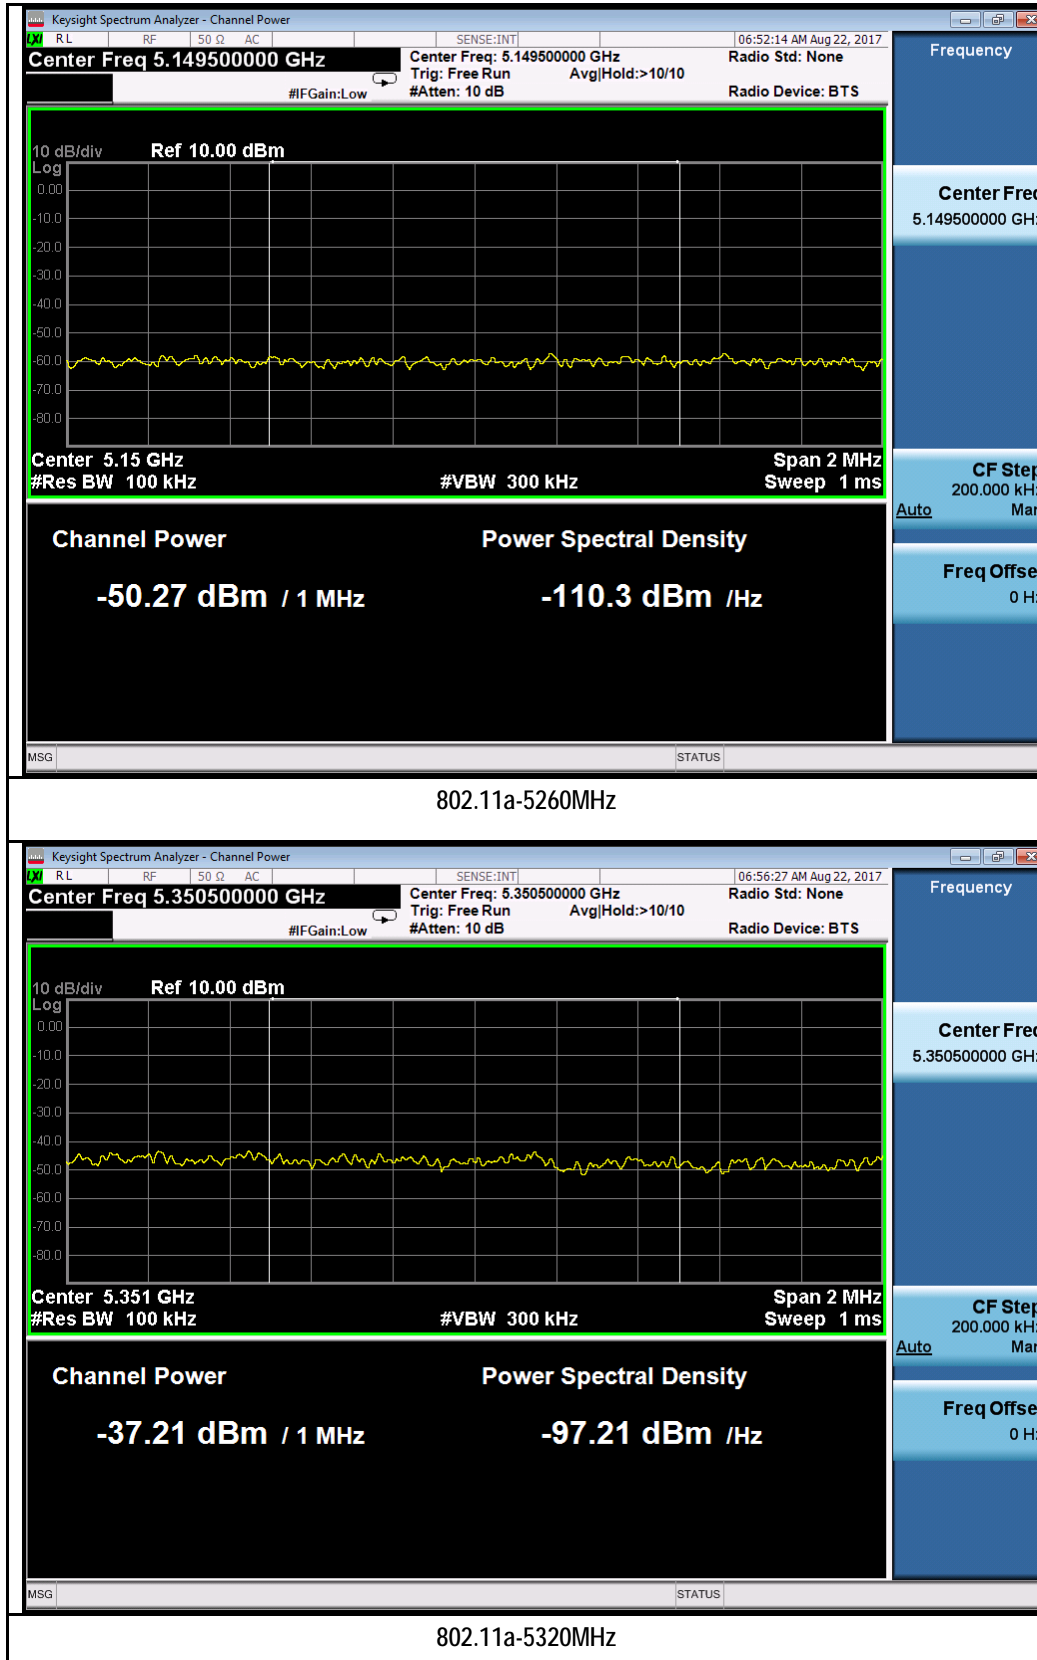 Keysight Spectrum Analyzer - Channel Power
LXI RL RF 50 Ω AC SENSE:INT 06:52:14 AM Aug 22, 2017
Center Freq 5.149500000 GHz
Center Freq: 5.149500000 GHz
Radio Std: None
Trig: Free Run Avg|Hold:>10/10
#IFGain:Low
#Atten: 10 dB
Radio Device: BTS
Frequency
10 dB/div Ref 10.00 dBm
Log
0.00
-10.0
-20.0
-30.0
-40.0
-50.0
-60.0
-70.0
-80.0
Center Freq
5.149500000 GHz
Center 5.15 GHz Span 2 MHz
#Res BW 100 kHz #VBW 300 kHz Sweep 1 ms
CF Step
200.000 kHz
Auto Man
Channel Power Power Spectral Density
-50.27 dBm / 1 MHz -110.3 dBm /Hz
Freq Offset
0 Hz
MSG STATUS
802.11a-5260MHz
Keysight Spectrum Analyzer - Channel Power
LXI RL RF 50 Ω AC SENSE:INT 06:56:27 AM Aug 22, 2017
Center Freq 5.350500000 GHz
Center Freq: 5.350500000 GHz
Radio Std: None
Trig: Free Run Avg|Hold:>10/10
#IFGain:Low
#Atten: 10 dB
Radio Device: BTS
Frequency
10 dB/div Ref 10.00 dBm
Log
0.00
-10.0
-20.0
-30.0
-40.0
-50.0
-60.0
-70.0
-80.0
Center Freq
5.350500000 GHz
Center 5.351 GHz Span 2 MHz
#Res BW 100 kHz #VBW 300 kHz Sweep 1 ms
CF Step
200.000 kHz
Auto Man
Channel Power Power Spectral Density
-37.21 dBm / 1 MHz -97.21 dBm /Hz
Freq Offset
0 Hz
MSG STATUS
802.11a-5320MHz